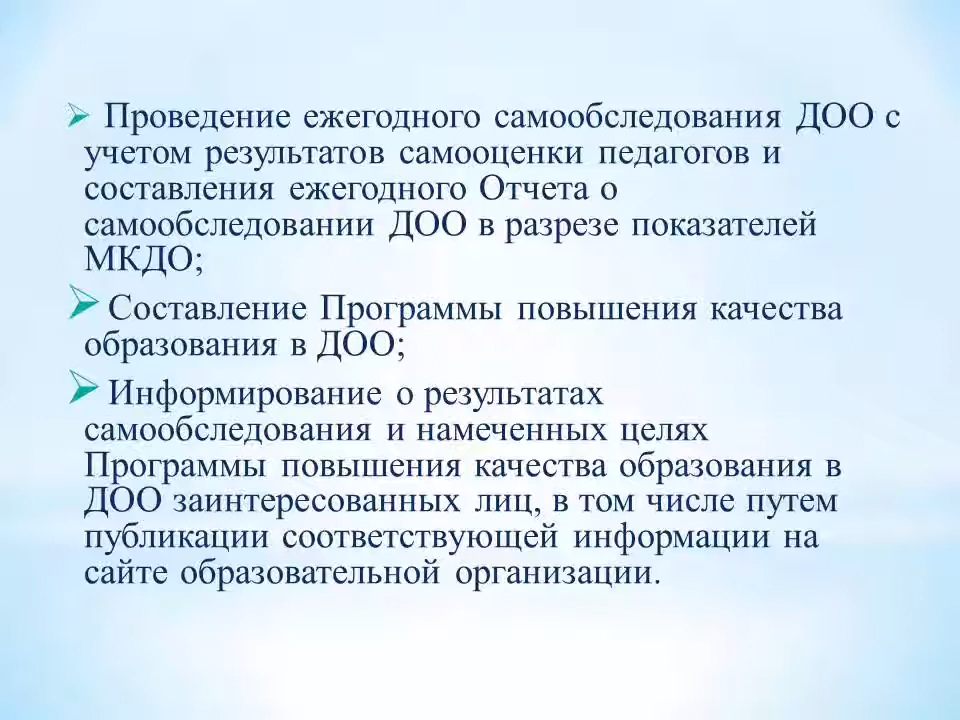 Проведение ежегодного самообследования ДОО с
учетом результатов самооценки педагогов и
составления ежегодного Отчета о
самообследовании ДОО в разрезе показателей
МКДО;
Составление Программы повышения качества
образования в ДОО;
Информирование о результатах
самообследования и намеченных целях
Программы повышения качества образования в
ДОО заинтересованных лиц, в том числе путем
публикации соответствующей информации на
сайте образовательной организации.